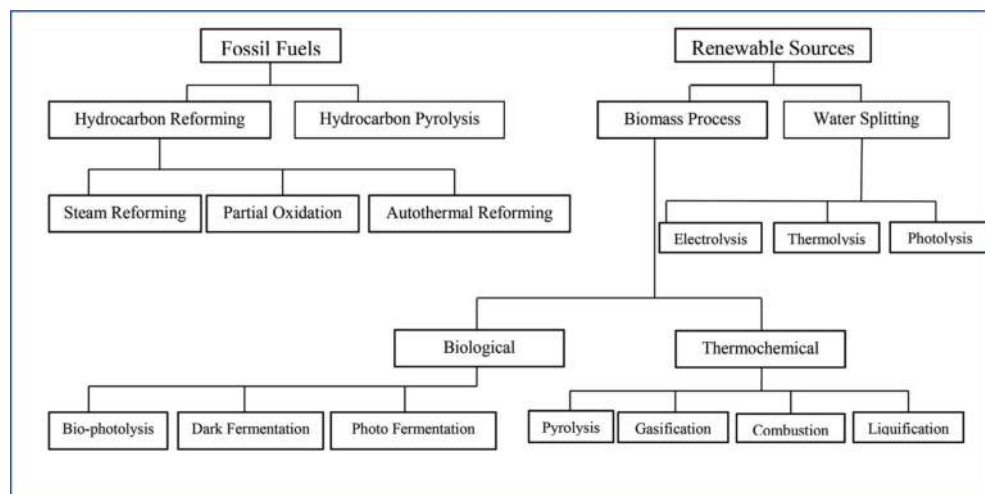 Fossil Fuels
Renewable Sources
Hydrocarbon Reforming
Hydrocarbon Pyrolysis
Biomass Process
Water Splitting
Steam Reforming
Partial Oxidation
Autothermal Reforming
Electrolysis
Thermolysis
Photolysis
Biological
Thermochemical
Bio-photolysis
Dark Fermentation
Photo Fermentation
Pyrolysis
Gasification
Combustion
Liquification